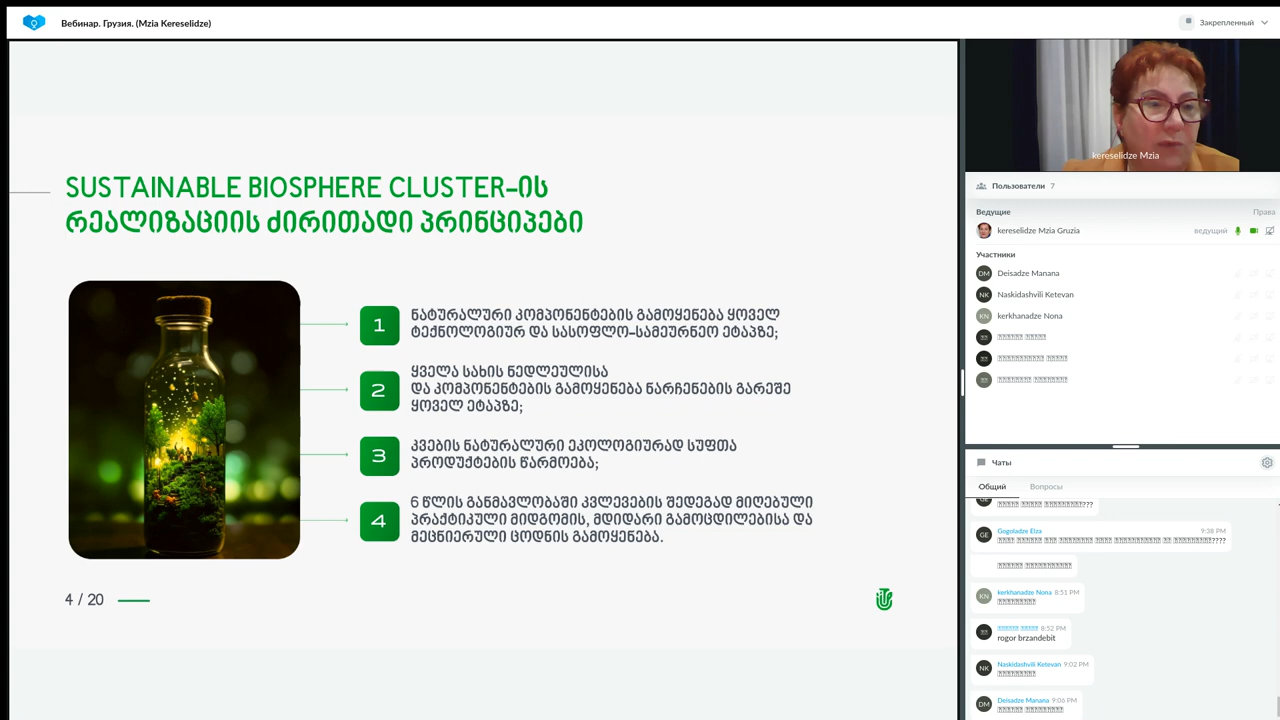 Вебинар. Грузия. (Mzia Kereselidze)
Закрепленный
SUSTAINABLE BIOSPHERE CLUSTER-ის
რეალიზაციის ძირითადი პრინციპები
1
ნატურალური კომპონენტების გამოყენება ყოველ
ტექნოლოგიურ და სასოფლო-სამეურნეო ეტაპზე;
2
ყველა სახის ნედლეულისა
და კომპონენტების გამოყენება ნარჩენების გარეშე
ყოველ ეტაპზე;
3
კვების ნატურალური ეკოლოგიურად სუფთა
პროდუქტების წარმოება;
4
6 წლის განმავლობაში კვლევების შედეგად მიღებული
პრაქტიკული მიდგომის, მდიდარი გამოცდილებისა და
მეცნიერული ცოდნის გამოყენება.
4 / 20
kereselidze Mzia
Пользователи 7
Ведущие Права
kereselidze Mzia Gruzia ведущий
Участники
DM Deisadze Manana
NK Naskidashvili Ketevan
KN kerkhanadze Nona
Чаты
Общий Вопросы
GE
GE Gogoladze Elza 9:38 PM
KN kerkhanadze Nona 8:51 PM
8:52 PM
rogor brzandebit
NK Naskidashvili Ketevan 9:02 PM
DM Deisadze Manana 9:06 PM